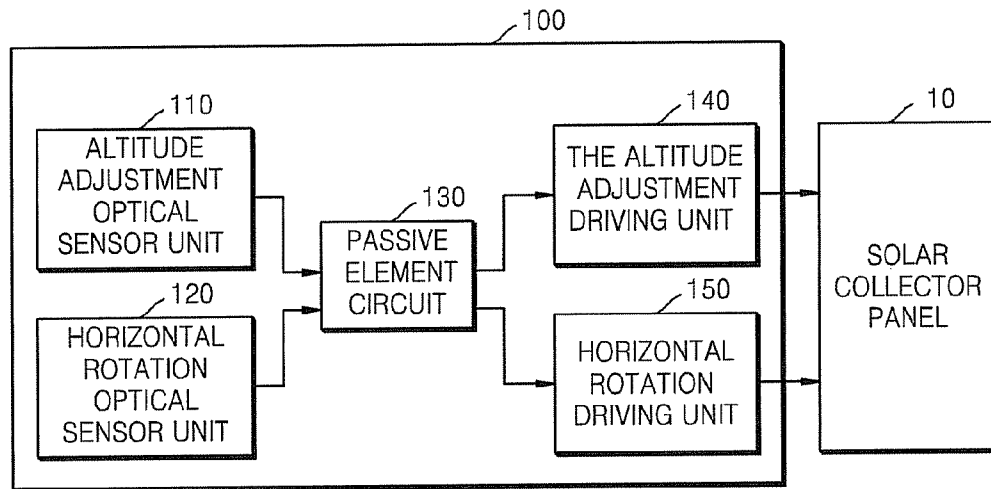 100
110
ALTITUDE
ADJUSTMENT
OPTICAL
SENSOR UNIT
120
HORIZONTAL
ROTATION
OPTICAL
SENSOR UNIT
130
PASSIVE
ELEMENT
CIRCUIT
140
THE ALTITUDE
ADJUSTMENT
DRIVING UNIT
150
HORIZONTAL
ROTATION
DRIVING UNIT
10
SOLAR
COLLECTOR
PANEL